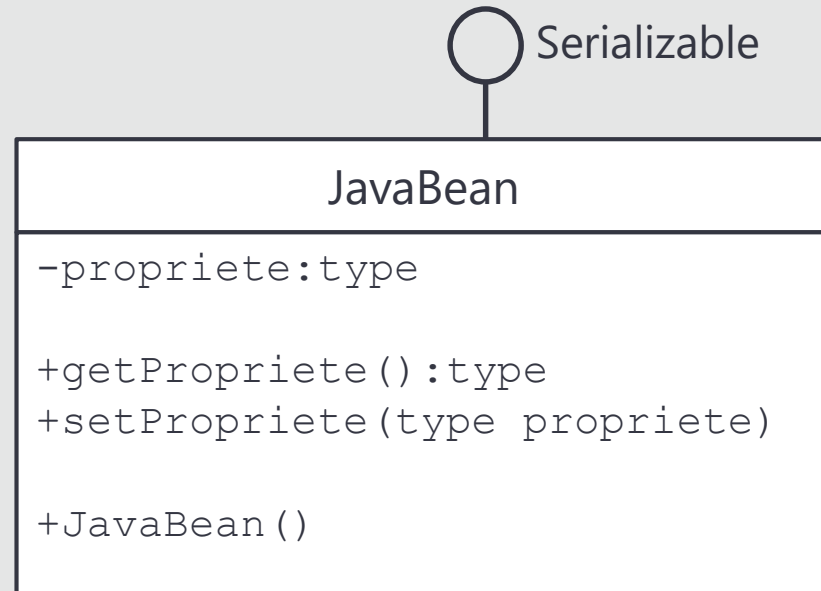 Serializable
JavaBean
-propriete:type
+getPropriete():type
+setPropriete(type propriete)
+JavaBean()